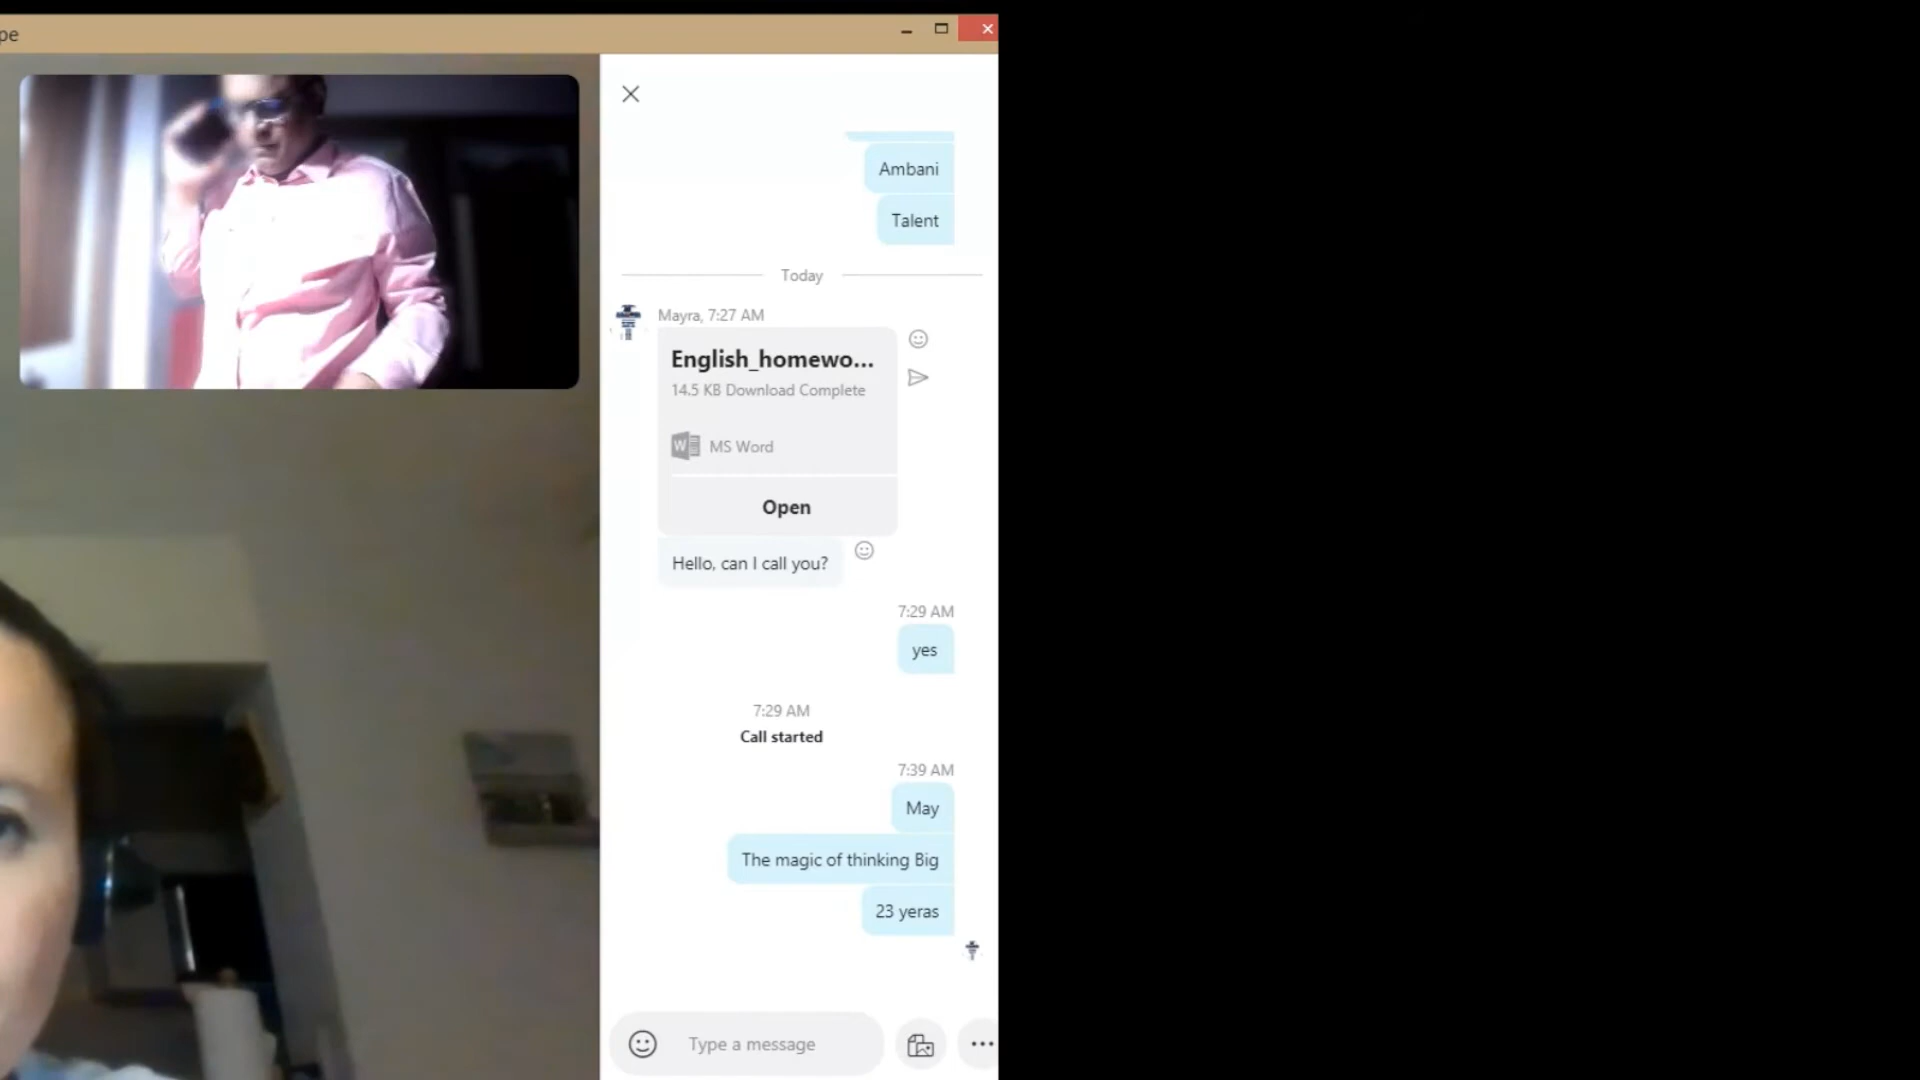 pe
Ambani
Talent
Today
Mayra, 7:27 AM
English_homewo...
14.5 KB Download Complete
W
MS Word
Open
Hello, can I call you?
7:29 AM
yes
7:29 AM
Call started
7:39 AM
May
The magic of thinking Big
23 yeras
Type a message